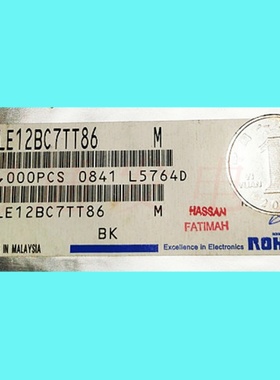 LE12BC7TT86 M
000PCS 0841 L5764D
LE12BC7TT86 M
HASSAN
FATIMAH
IN MALAYSIA
BK
Excellence in Electronics
ROH